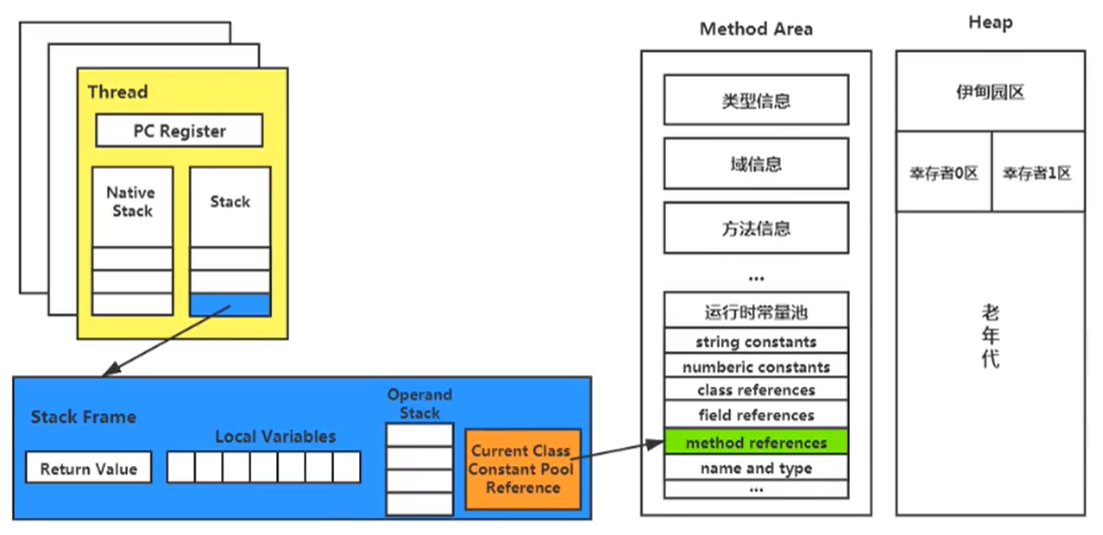 Thread
PC Register
Native
Stack
Stack
Stack Frame
Return Value
Local Variables
Operand
Stack
Current Class
Constant Pool
Reference
Method Area
类型信息
域信息
方法信息
...
运行时常量池
string constants
numberic constants
class references
field references
method references
name and type
...
Heap
伊甸园区
幸存者0区
幸存者1区
老
年
代